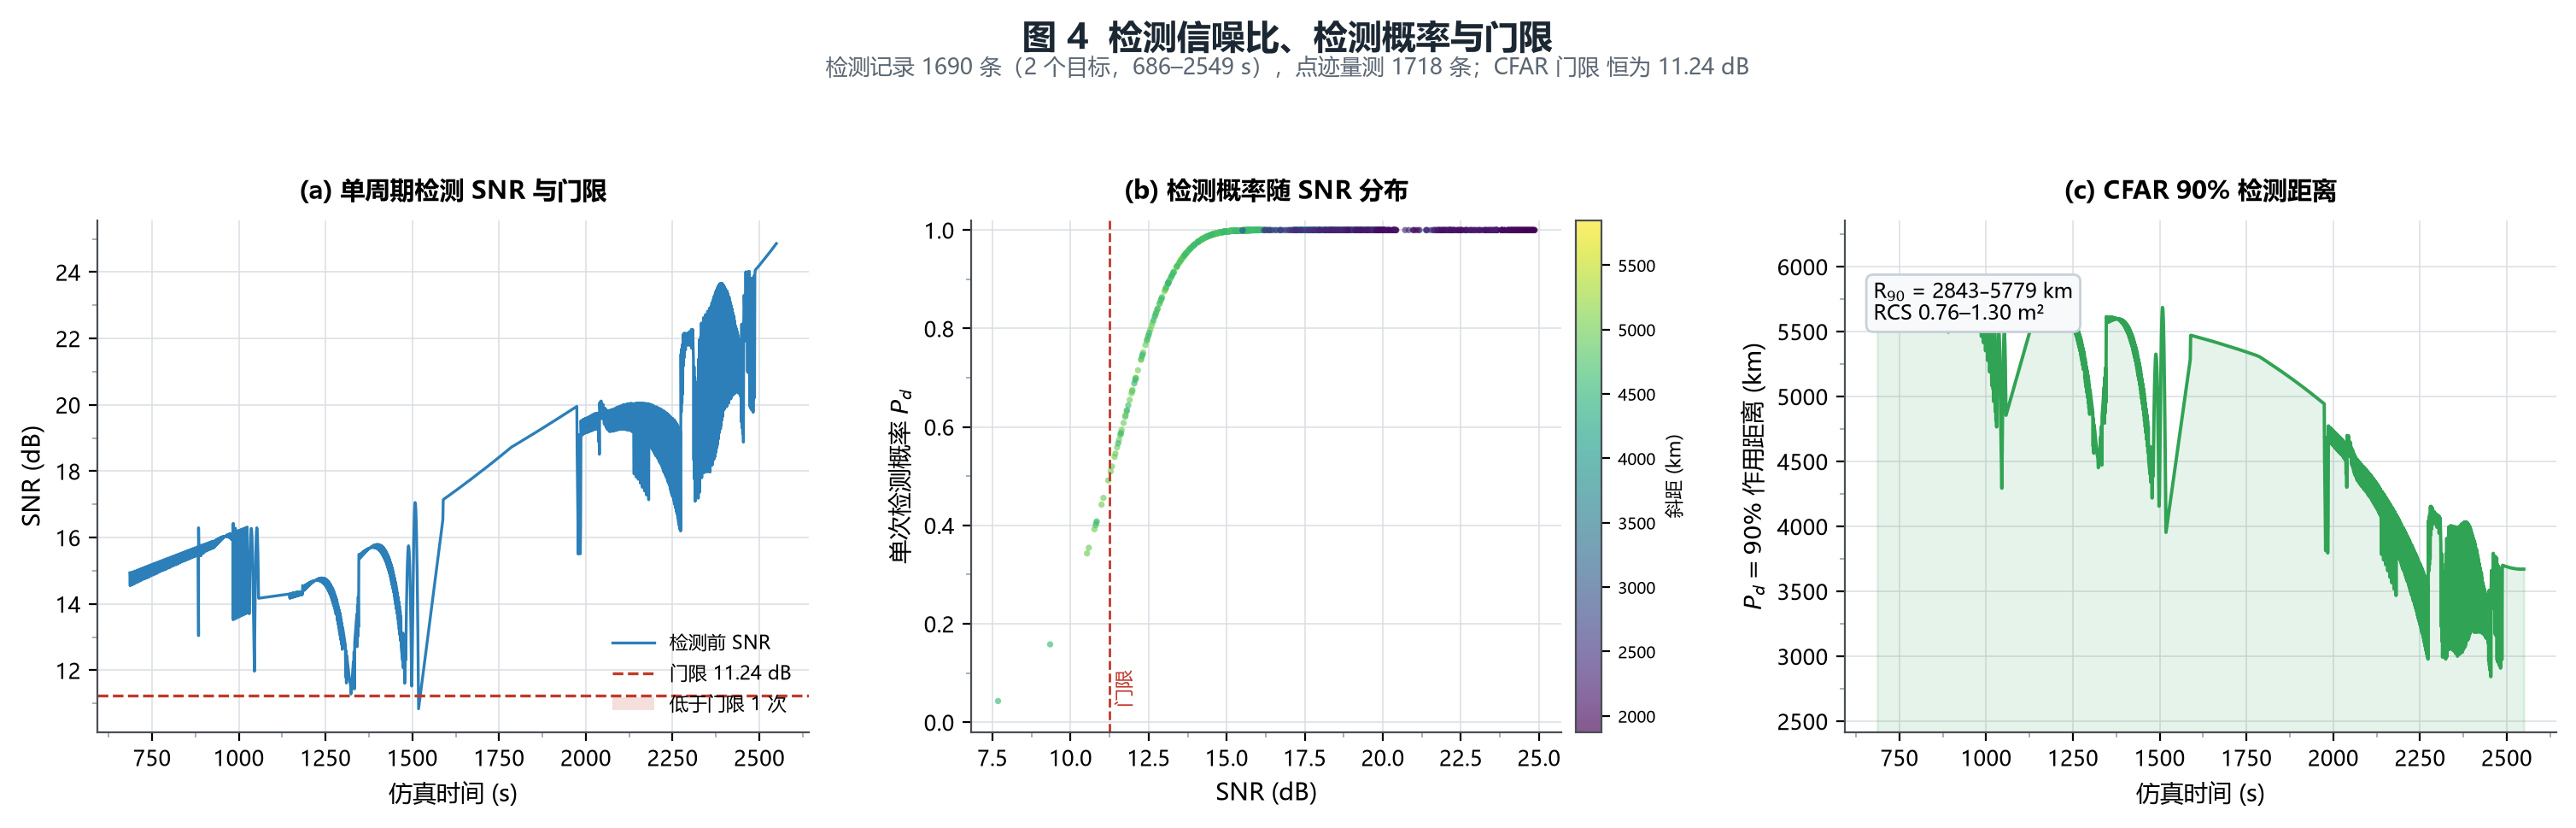 图 4 检测信噪比、检测概率与门限
检测记录 1690 条（2 个目标，686–2549 s），点迹量测 1718 条；CFAR 门限 恒为 11.24 dB
(a) 单周期检测 SNR 与门限
SNR (dB)
24
22
20
18
16
14
12
检测前 SNR
门限 11.24 dB
低于门限 1 次
750 1000 1250 1500 1750 2000 2250 2500
仿真时间 (s)
(b) 检测概率随 SNR 分布
单次检测概率 P_d
1.0
0.8
0.6
0.4
0.2
0.0
门限
7.5 10.0 12.5 15.0 17.5 20.0 22.5 25.0
SNR (dB)
5500
5000
4500
4000
3500
3000
2500
2000
斜距 (km)
(c) CFAR 90% 检测距离
P_d = 90% 作用距离 (km)
6000
5500
5000
4500
4000
3500
3000
2500
R₉₀ = 2843–5779 km
RCS 0.76–1.30 m²
750 1000 1250 1500 1750 2000 2250 2500
仿真时间 (s)